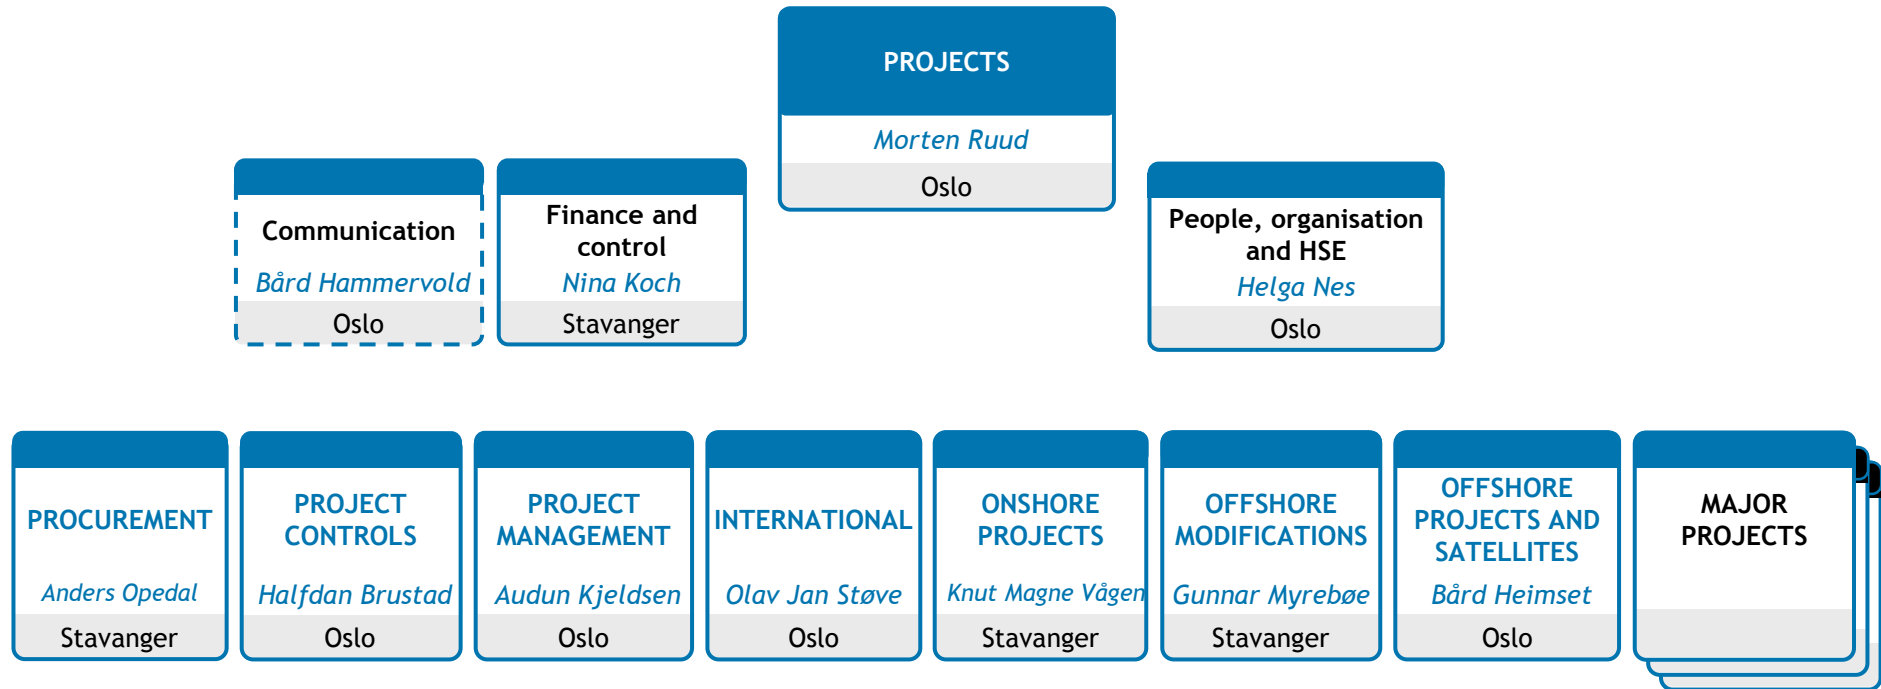 PROJECTS
Morten Ruud
Oslo
Communication
Bård Hammervold
Oslo
Finance and
control
Nina Koch
Stavanger
People, organisation
and HSE
Helga Nes
Oslo
PROCUREMENT
Anders Opedal
Stavanger
PROJECT
CONTROLS
Halfdan Brustad
Oslo
PROJECT
MANAGEMENT
Audun Kjeldsen
Oslo
INTERNATIONAL
Olav Jan Støve
Oslo
ONSHORE
PROJECTS
Knut Magne Vågen
Stavanger
OFFSHORE
MODIFICATIONS
Gunnar Myrebøe
Stavanger
OFFSHORE
PROJECTS AND
SATELLITES
Bård Heimset
Oslo
MAJOR
PROJECTS